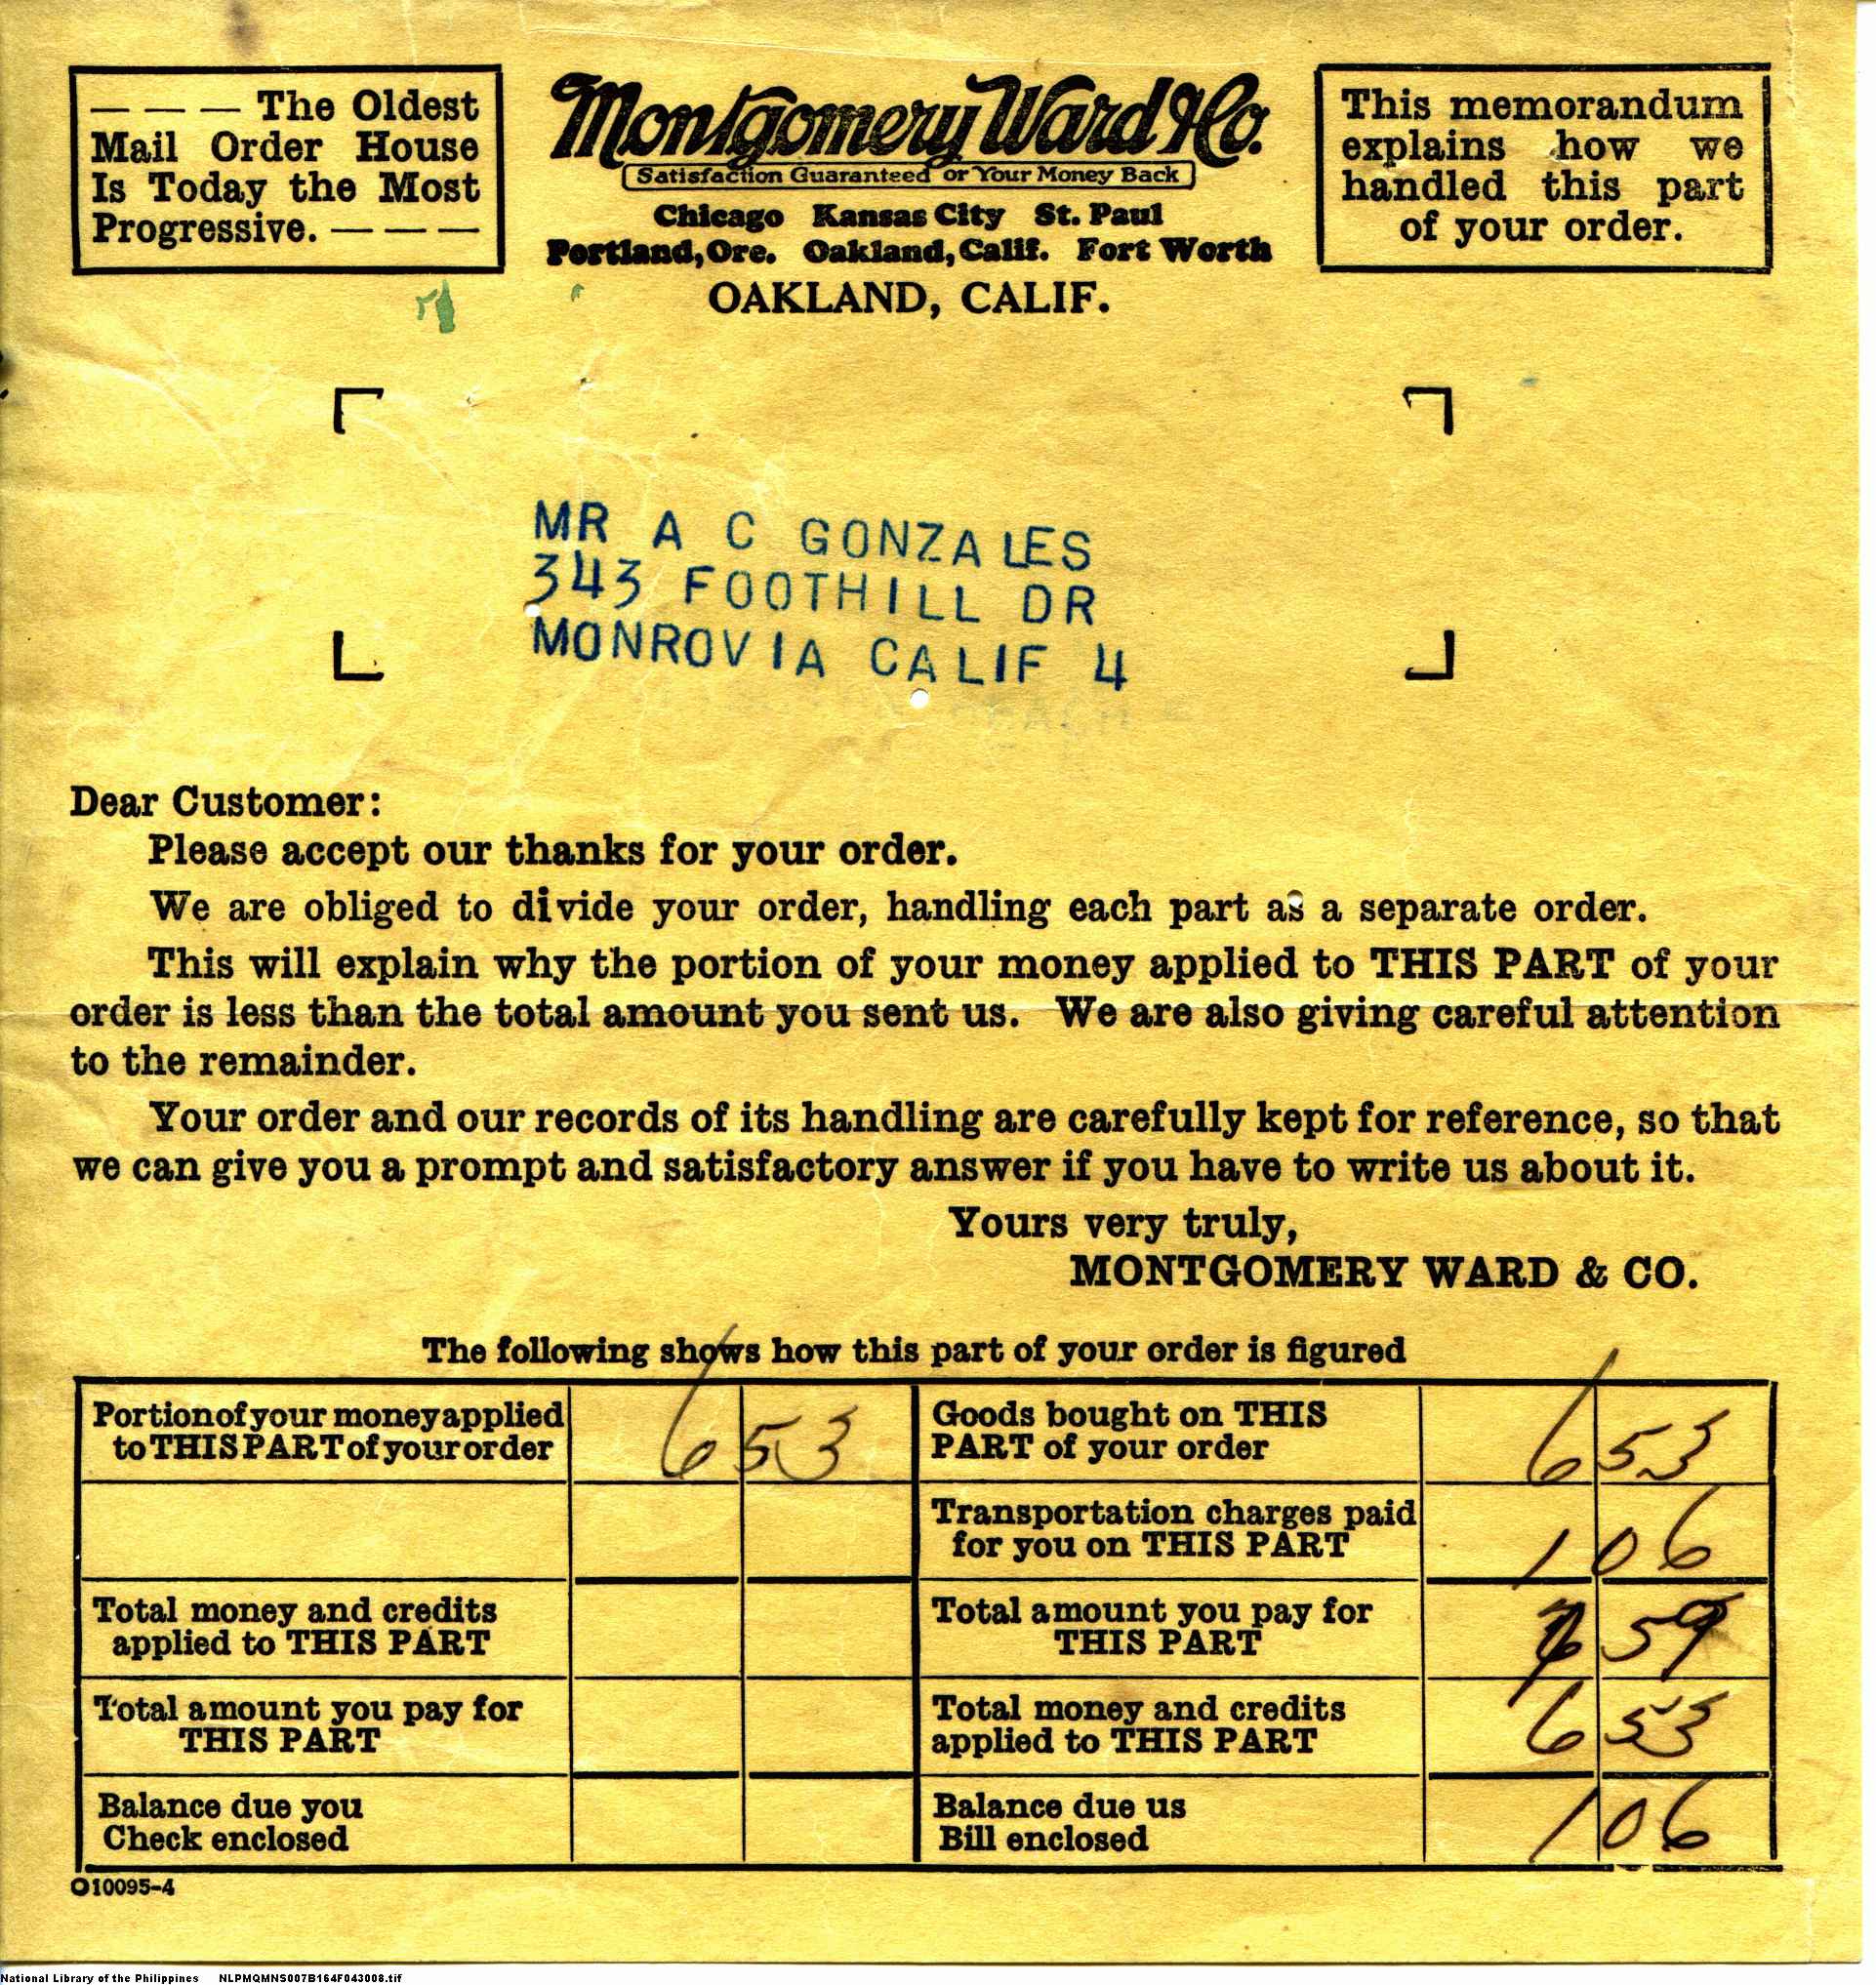 — — — The Oldest
Mail Order House
Is Today the Most
Progressive. — — —
Montgomery Ward & Co.
Satisfaction Guaranteed or Your Money Back
Chicago Kansas City St. Paul
Portland, Ore. Oakland, Calif. Fort Worth
OAKLAND, CALIF.
This memorandum
explains how we
handled this part
of your order.
MR A C GONZALES
343 FOOTHILL DR
MONROVIA CALIF 4
Dear Customer:
Please accept our thanks for your order.
We are obliged to divide your order, handling each part as a separate order.
This will explain why the portion of your money applied to THIS PART of your
order is less than the total amount you sent us. We are also giving careful attention
to the remainder.
Your order and our records of its handling are carefully kept for reference, so that
we can give you a prompt and satisfactory answer if you have to write us about it.
Yours very truly,
MONTGOMERY WARD & CO.
The following shows how this part of your order is figured
Portion of your money applied
to THIS PART of your order 6 53
Goods bought on THIS
PART of your order 6 53
Transportation charges paid
for you on THIS PART 1 06
Total money and credits
applied to THIS PART
Total amount you pay for
THIS PART 7 59
Total amount you pay for
THIS PART
Total money and credits
applied to THIS PART 6 53
Balance due you
Check enclosed
Balance due us
Bill enclosed 1 06
O10095-4
National Library of the Philippines NLPMQMNS007B164F043008.tif